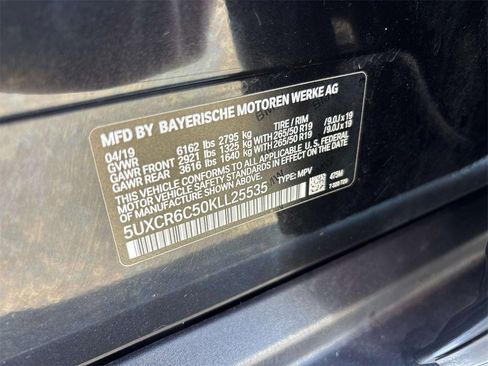 MFD BY BAYERISCHE MOTOREN WERKE AG
04/19 TIRE / RIM
GVWR 6162 lbs 2795 kg
GAWR FRONT 2921 lbs 1325 kg WITH 265/50 R19 /9.0J x 19
GAWR REAR 3616 lbs 1640 kg WITH 265/50 R19 /9.0J x 19
THIS VEHICLE CONFORMS TO ALL APPLICABLE U.S. FEDERAL
MOTOR VEHICLE SAFETY STANDARDS IN EFFECT ON THE
DATE OF MANUFACTURE SHOWN ABOVE.
5UXCR6C50KLL25535 TYPE: MPV 475M